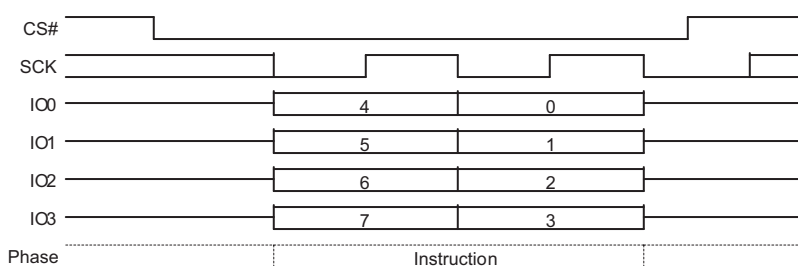 CS#
SCK
IO0 4 0
IO1 5 1
IO2 6 2
IO3 7 3
Phase Instruction